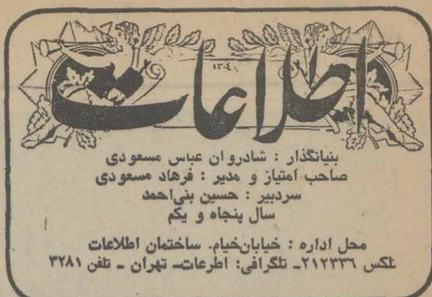 ۱۳۰۴
اطلاعات
بنیانگذار : شادروان عباس مسعودی
صاحب امتیاز و مدیر : فرهاد مسعودی
سردبیر : حسین بنی‌احمد
سال پنجاه و یکم
محل اداره : خیابان‌خیام. ساختمان اطلاعات
تلکس ۲۱۲۳۳۶ـ تلگرافی: اطرعات‍ـ تهران ـ تلفن ۳۲۸۱